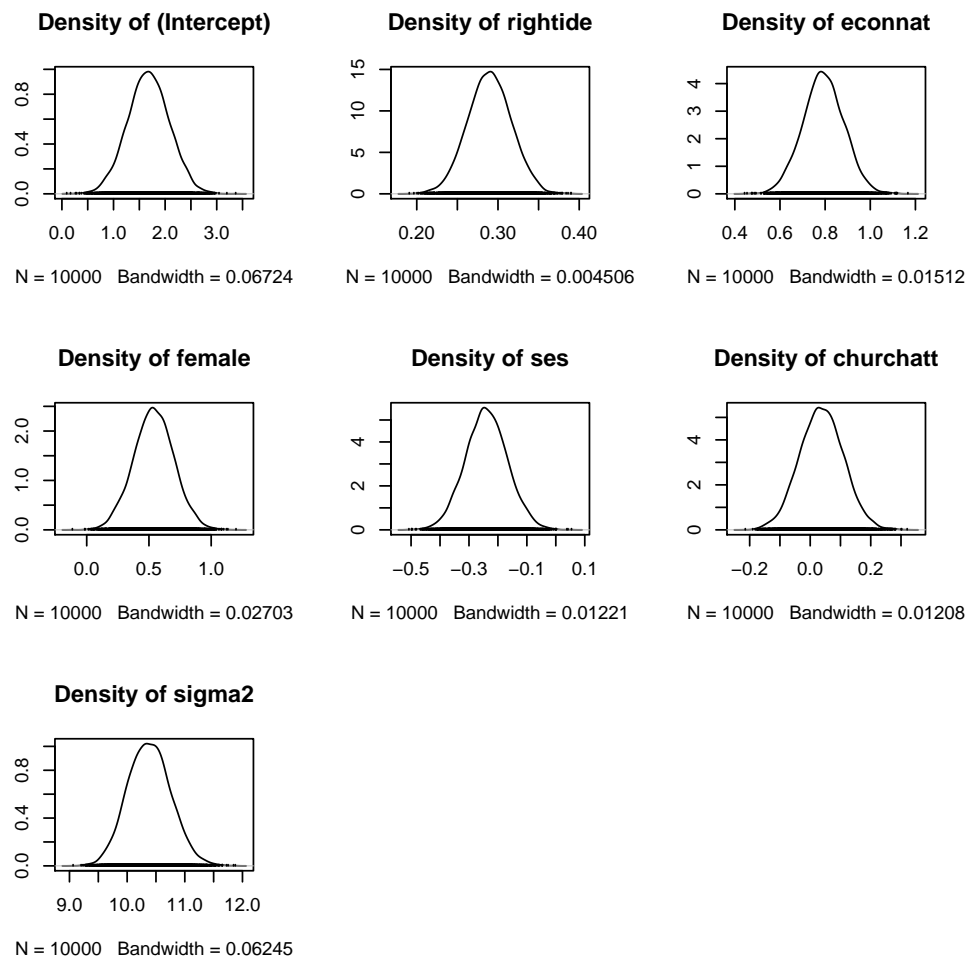 Density of (Intercept)
0.0 0.4 0.8
0.0 1.0 2.0 3.0
N = 10000 Bandwidth = 0.06724
Density of rightide
0 5 10 15
0.20 0.30 0.40
N = 10000 Bandwidth = 0.004506
Density of econnat
0 1 2 3 4
0.4 0.6 0.8 1.0 1.2
N = 10000 Bandwidth = 0.01512
Density of female
0.0 1.0 2.0
0.0 0.5 1.0
N = 10000 Bandwidth = 0.02703
Density of ses
0 2 4
−0.5 −0.3 −0.1 0.1
N = 10000 Bandwidth = 0.01221
Density of churchatt
0 2 4
−0.2 0.0 0.2
N = 10000 Bandwidth = 0.01208
Density of sigma2
0.0 0.4 0.8
9.0 10.0 11.0 12.0
N = 10000 Bandwidth = 0.06245